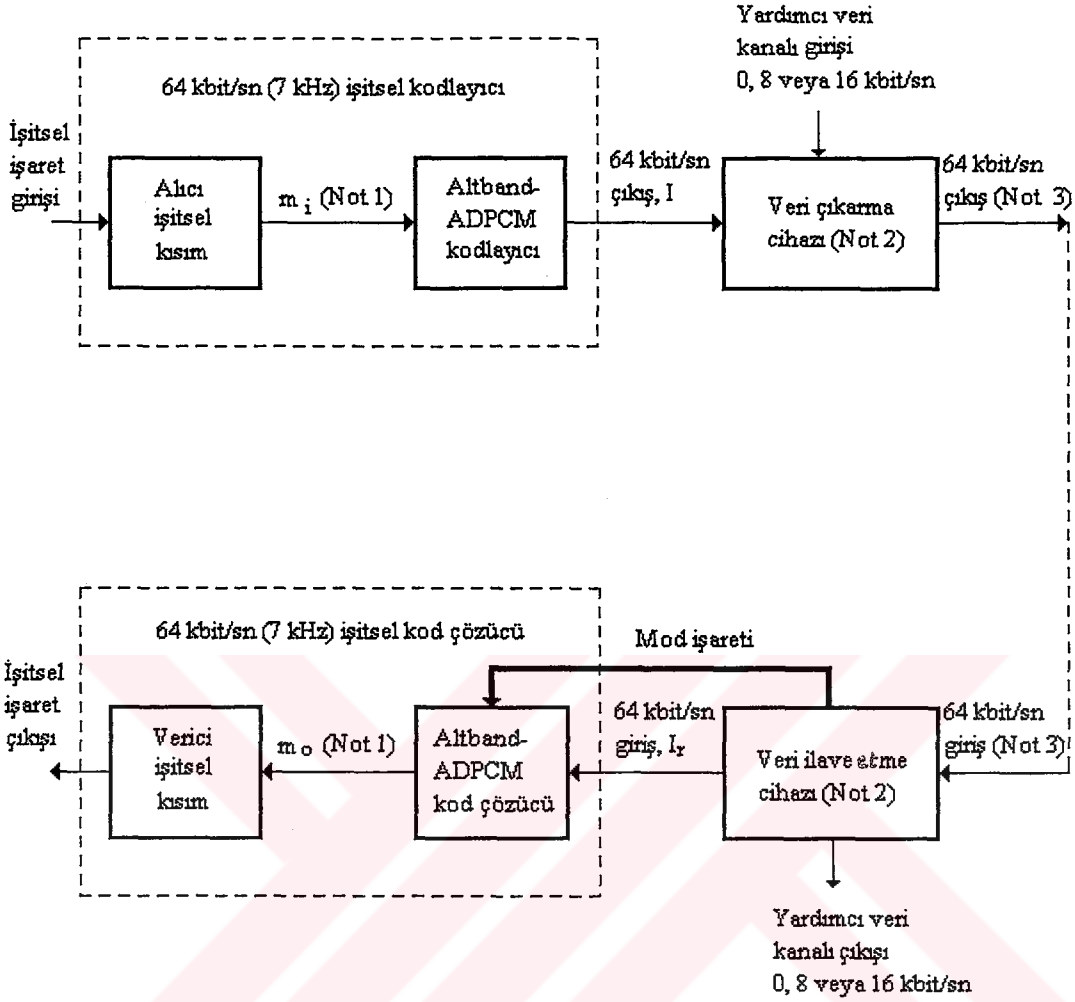 Yardımcı veri
kanalı girişi
0, 8 veya 16 kbit/sn
64 kbit/sn (7 kHz) işitsel kodlayıcı
İşitsel
işaret
girişi
Alıcı
işitsel
kısım
m i (Not 1)
Altband-
ADPCM
kodlayıcı
64 kbit/sn
çıkış, I
Veri çıkarma
cihazı (Not 2)
64 kbit/sn
çıkış (Not 3)
64 kbit/sn (7 kHz) işitsel kod çözücü
Mod işareti
İşitsel
işaret
çıkışı
Verici
işitsel
kısım
m o (Not 1)
Altband-
ADPCM
kod çözücü
64 kbit/sn
giriş, Ir
Veri ilave etme
cihazı (Not 2)
64 kbit/sn
giriş (Not 3)
Yardımcı veri
kanalı çıkışı
0, 8 veya 16 kbit/sn